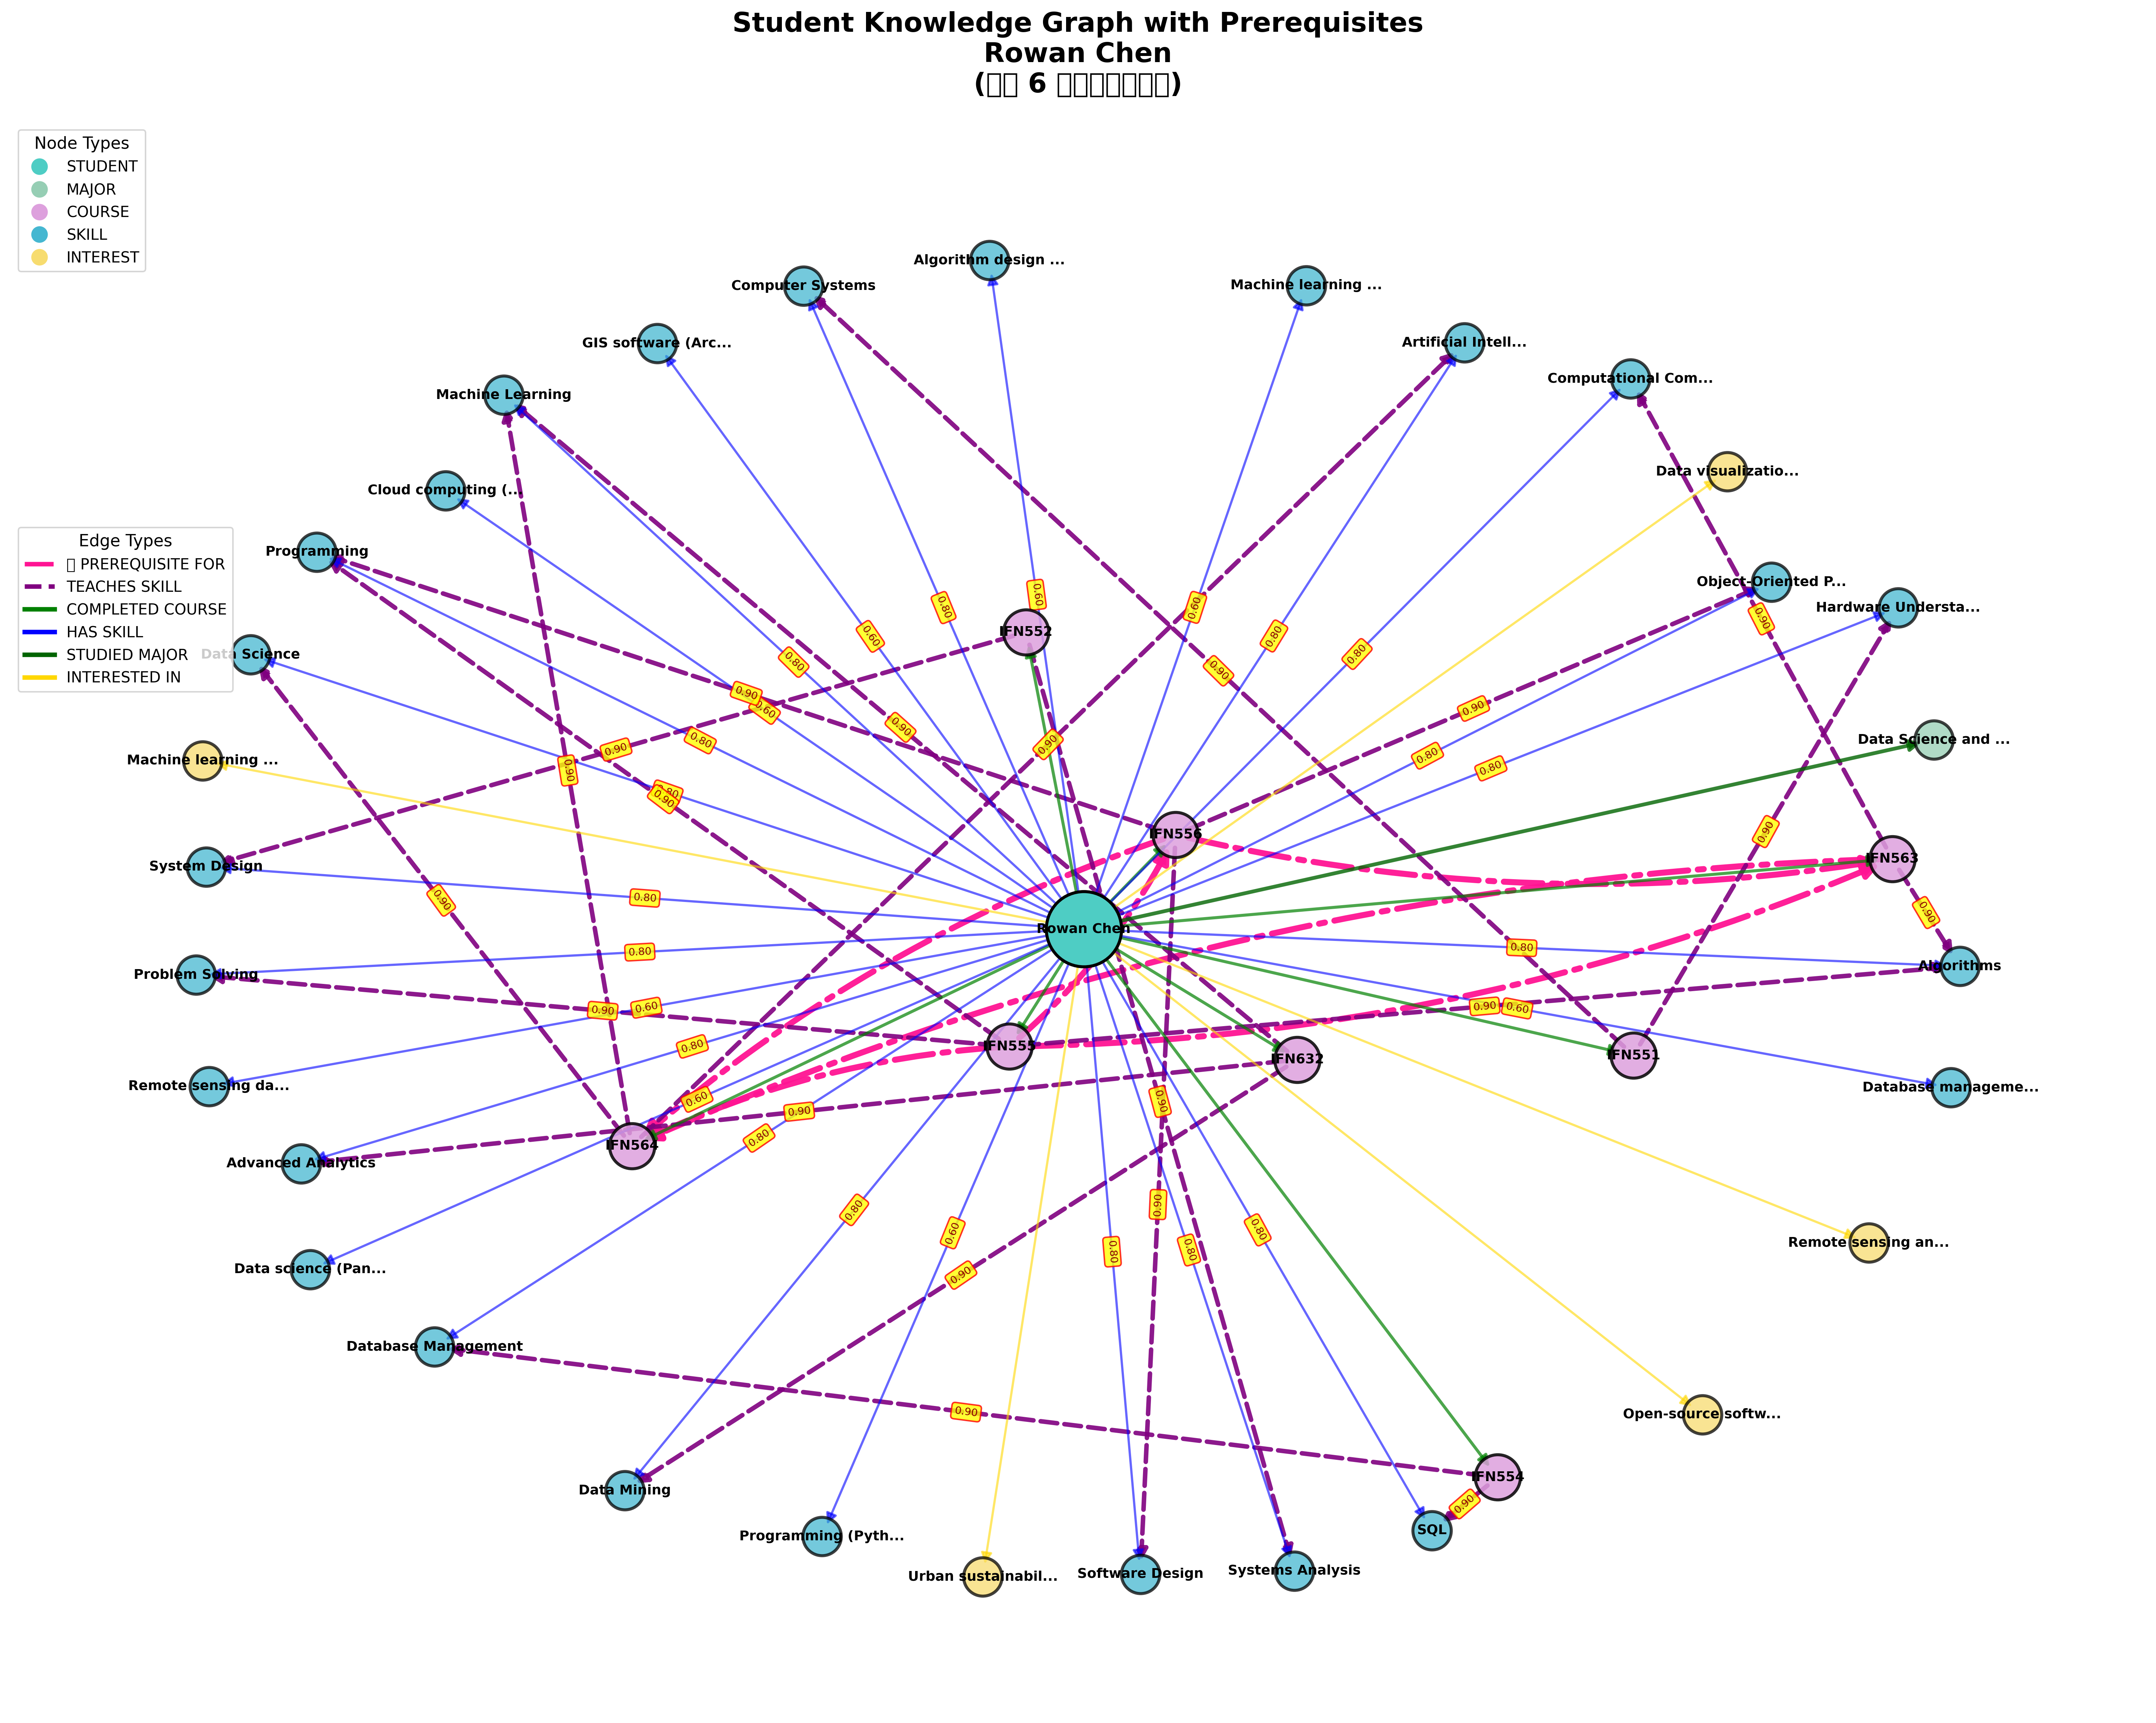 Student Knowledge Graph with Prerequisites
Rowan Chen
( 6 )
Node Types
STUDENT
MAJOR
COURSE
SKILL
INTEREST
Edge Types
PREREQUISITE FOR
TEACHES SKILL
COMPLETED COURSE
HAS SKILL
STUDIED MAJOR
INTERESTED IN
Algorithm design ...
Computer Systems
Machine learning ...
GIS software (Arc...
Artificial Intell...
Computational Com...
Machine Learning
Data visualizatio...
Cloud computing (...
Programming
Object-Oriented P...
Hardware Understa...
0.60
0.80
0.60
0.90
IFN552
0.60
0.80
0.80
0.90
Data Science
0.80
0.90
0.90
0.60
0.90
0.90
0.80
0.90
0.90
0.80
0.80
Data Science and ...
Machine learning ...
0.90
0.80
0.90
0.90
IFN556
IFN563
System Design
0.80
0.90
0.90
Rowan Chen
0.80
0.80
Problem Solving
Algorithms
0.90
0.60
0.90
0.60
0.80
IFN555
IFN632
IFN551
Remote sensing da...
Database manageme...
0.60
0.90
0.90
0.80
IFN564
Advanced Analytics
0.80
0.90
0.80
0.60
0.80
0.80
Remote sensing an...
Data science (Pan...
0.90
Database Management
0.90
Open-source softw...
IFN554
Data Mining
0.90
SQL
Programming (Pyth...
Urban sustainabil...
Software Design
Systems Analysis